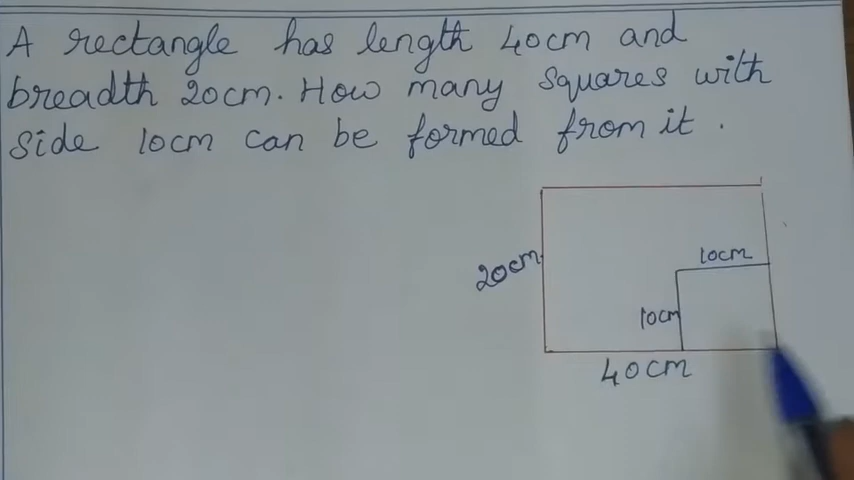 A rectangle has length 40cm and
breadth 20cm. How many squares with
side 10cm can be formed from it .
10cm
20cm
10cm
40cm